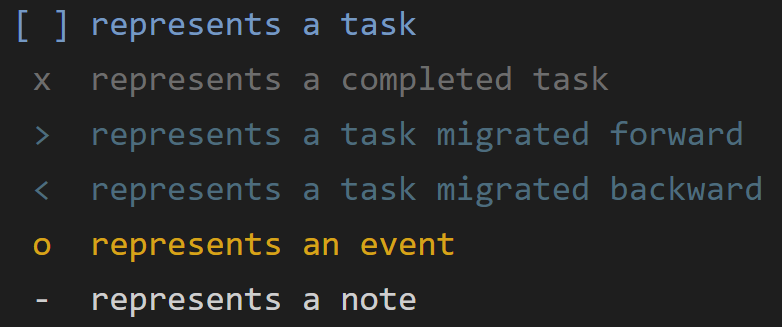 [ ] represents a task
x represents a completed task
> represents a task migrated forward
< represents a task migrated backward
o represents an event
- represents a note